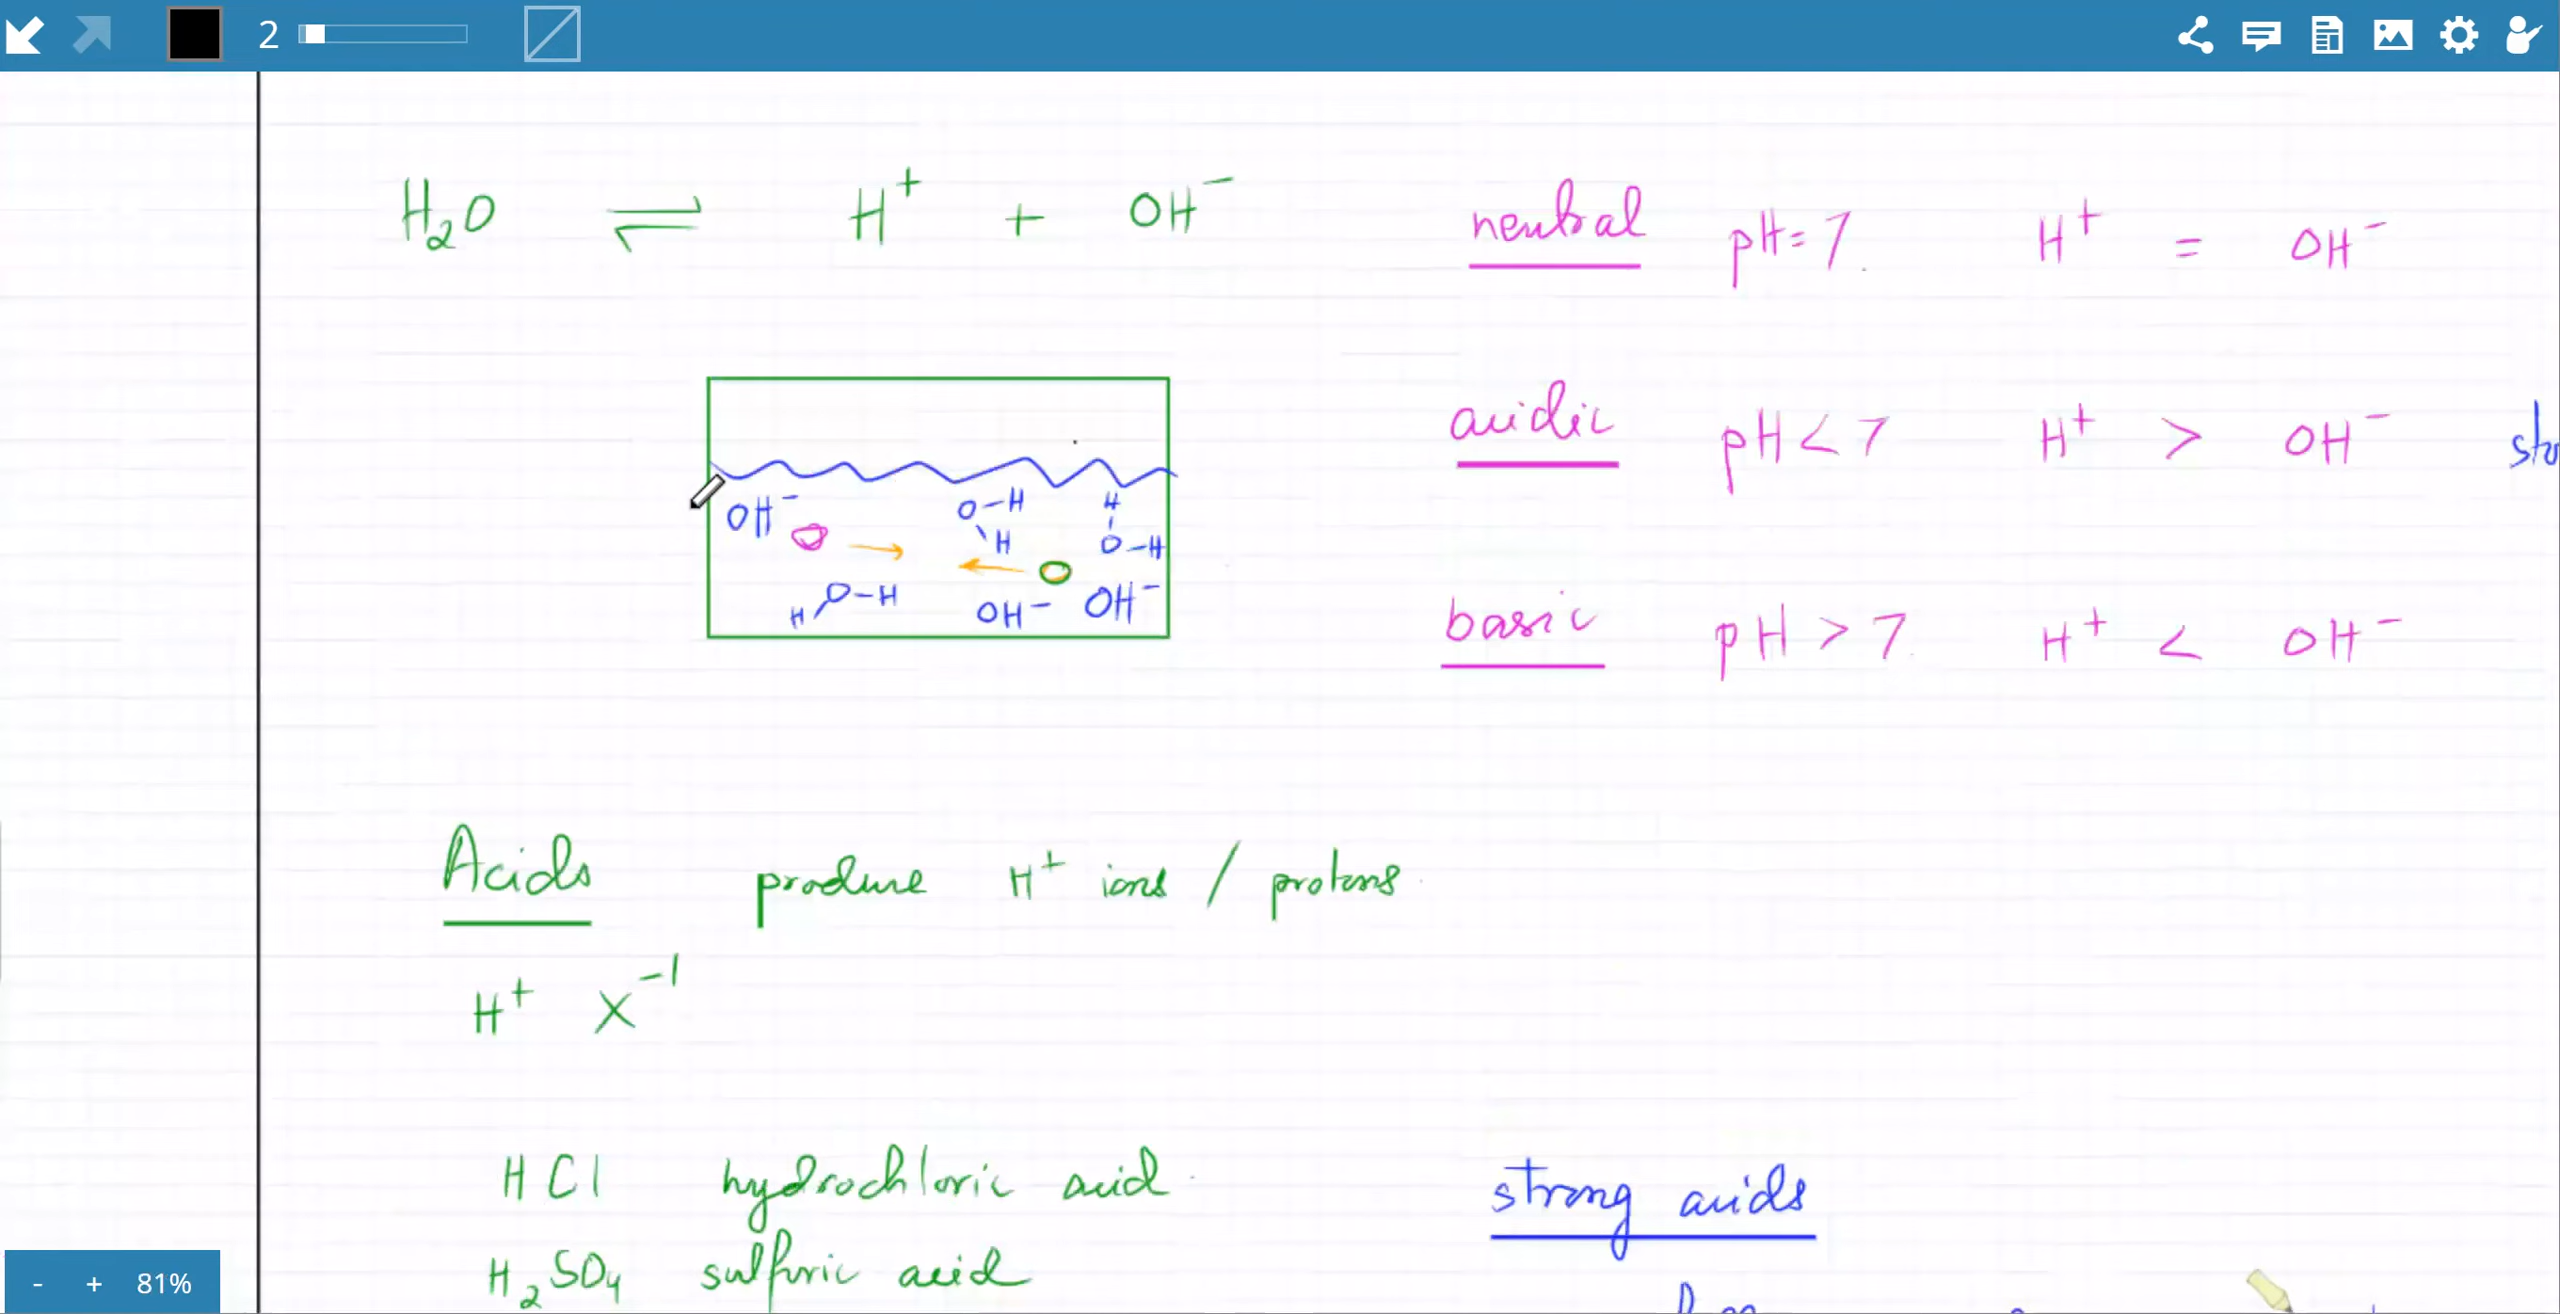 2
H₂O ⇌ H⁺ + OH⁻
neutral pH = 7. H⁺ = OH⁻
acidic pH < 7 H⁺ > OH⁻
basic pH > 7. H⁺ < OH⁻
OH⁻ O-H H
H O-H
H O-H OH⁻ OH⁻
Acids produce H⁺ ions / protons
H⁺ X⁻¹
HCl hydrochloric acid
H₂SO₄ sulfuric acid
strong acids
- + 81%